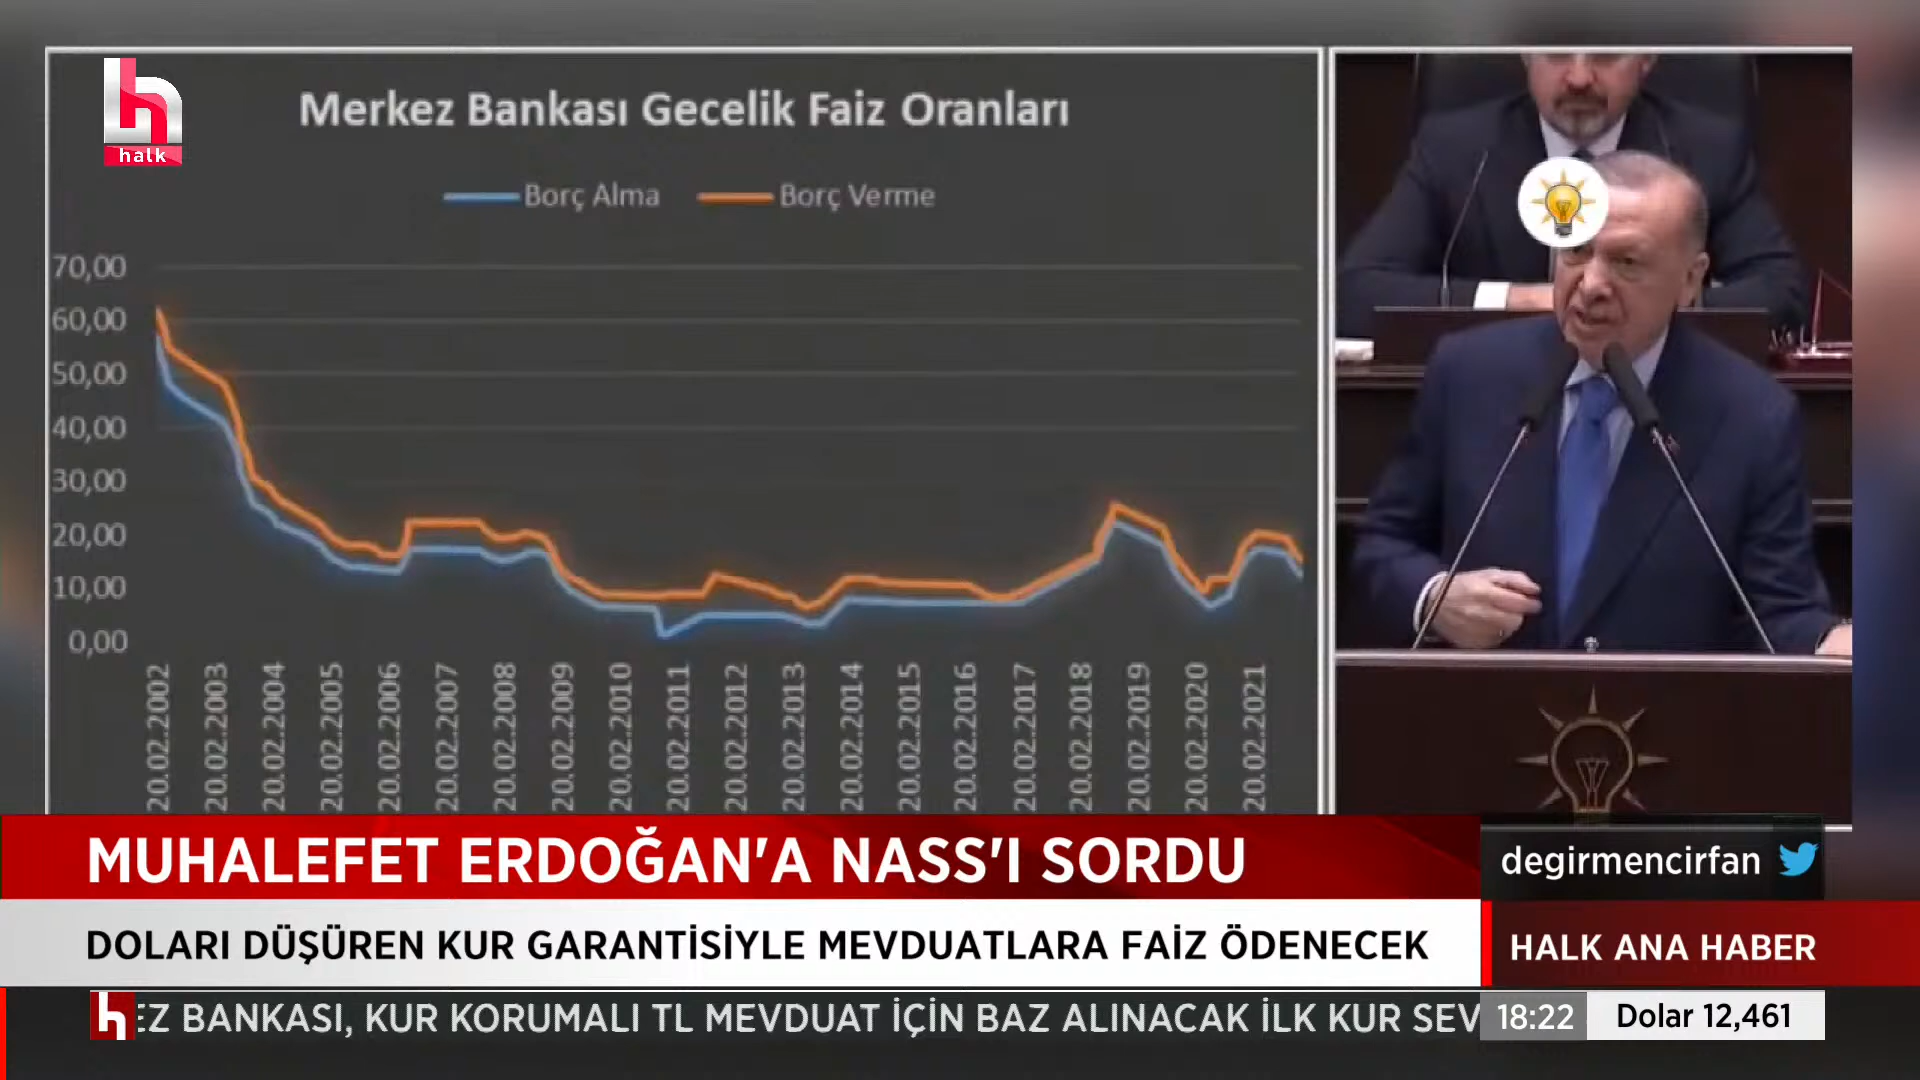 halk
Merkez Bankası Gecelik Faiz Oranları
Borç Alma
Borç Verme
70,00
60,00
50,00
40,00
30,00
20,00
10,00
0,00
20.02.2002
20.02.2003
20.02.2004
20.02.2005
20.02.2006
20.02.2007
20.02.2008
20.02.2009
20.02.2010
20.02.2011
20.02.2012
20.02.2013
20.02.2014
20.02.2015
20.02.2016
20.02.2017
20.02.2018
20.02.2019
20.02.2020
20.02.2021
MUHALEFET ERDOĞAN'A NASS'I SORDU
degirmencirfan
DOLARI DÜŞÜREN KUR GARANTİSİYLE MEVDUATLARA FAİZ ÖDENECEK
HALK ANA HABER
EZ BANKASI, KUR KORUMALI TL MEVDUAT İÇİN BAZ ALINACAK İLK KUR SEV
18:22
Dolar 12,461